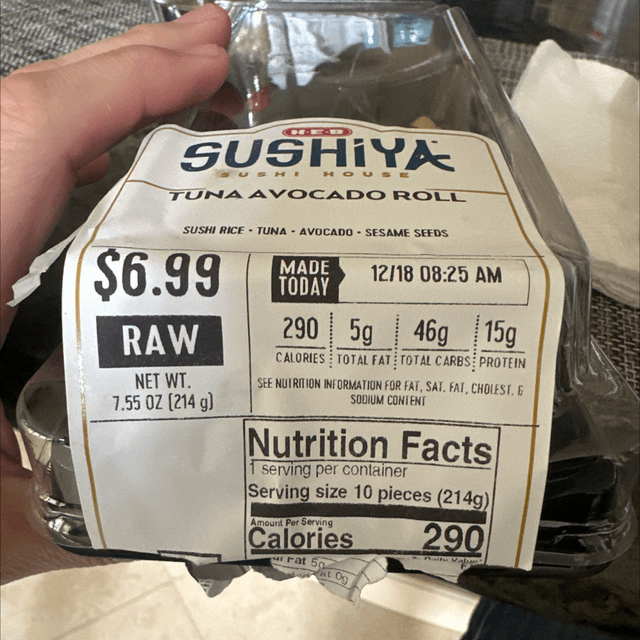 H-E-B
SUSHiYA
SUSHI HOUSE
TUNA AVOCADO ROLL
SUSHI RICE - TUNA - AVOCADO - SESAME SEEDS
$6.99
MADE TODAY 12/18 08:25 AM
RAW
290 5g 46g 15g
CALORIES TOTAL FAT TOTAL CARBS PROTEIN
NET WT.
7.55 OZ (214 g)
SEE NUTRITION INFORMATION FOR FAT, SAT. FAT, CHOLEST. &
SODIUM CONTENT
Nutrition Facts
1 serving per container
Serving size 10 pieces (214g)
Amount Per Serving
Calories 290
Fat 5g
0g